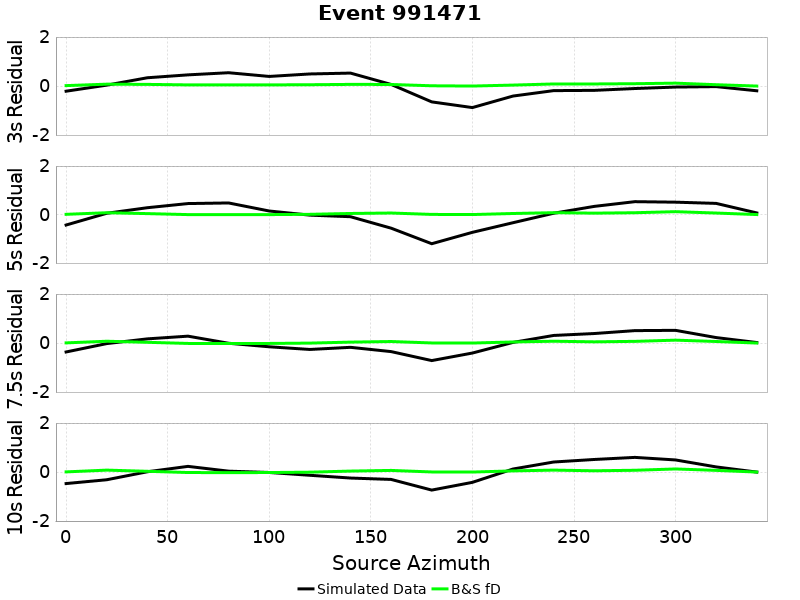 Event 991471
3s Residual
2
0
-2
5s Residual
2
0
-2
7.5s Residual
2
0
-2
10s Residual
2
0
-2
0 50 100 150 200 250 300
Source Azimuth
Simulated Data B&S fD